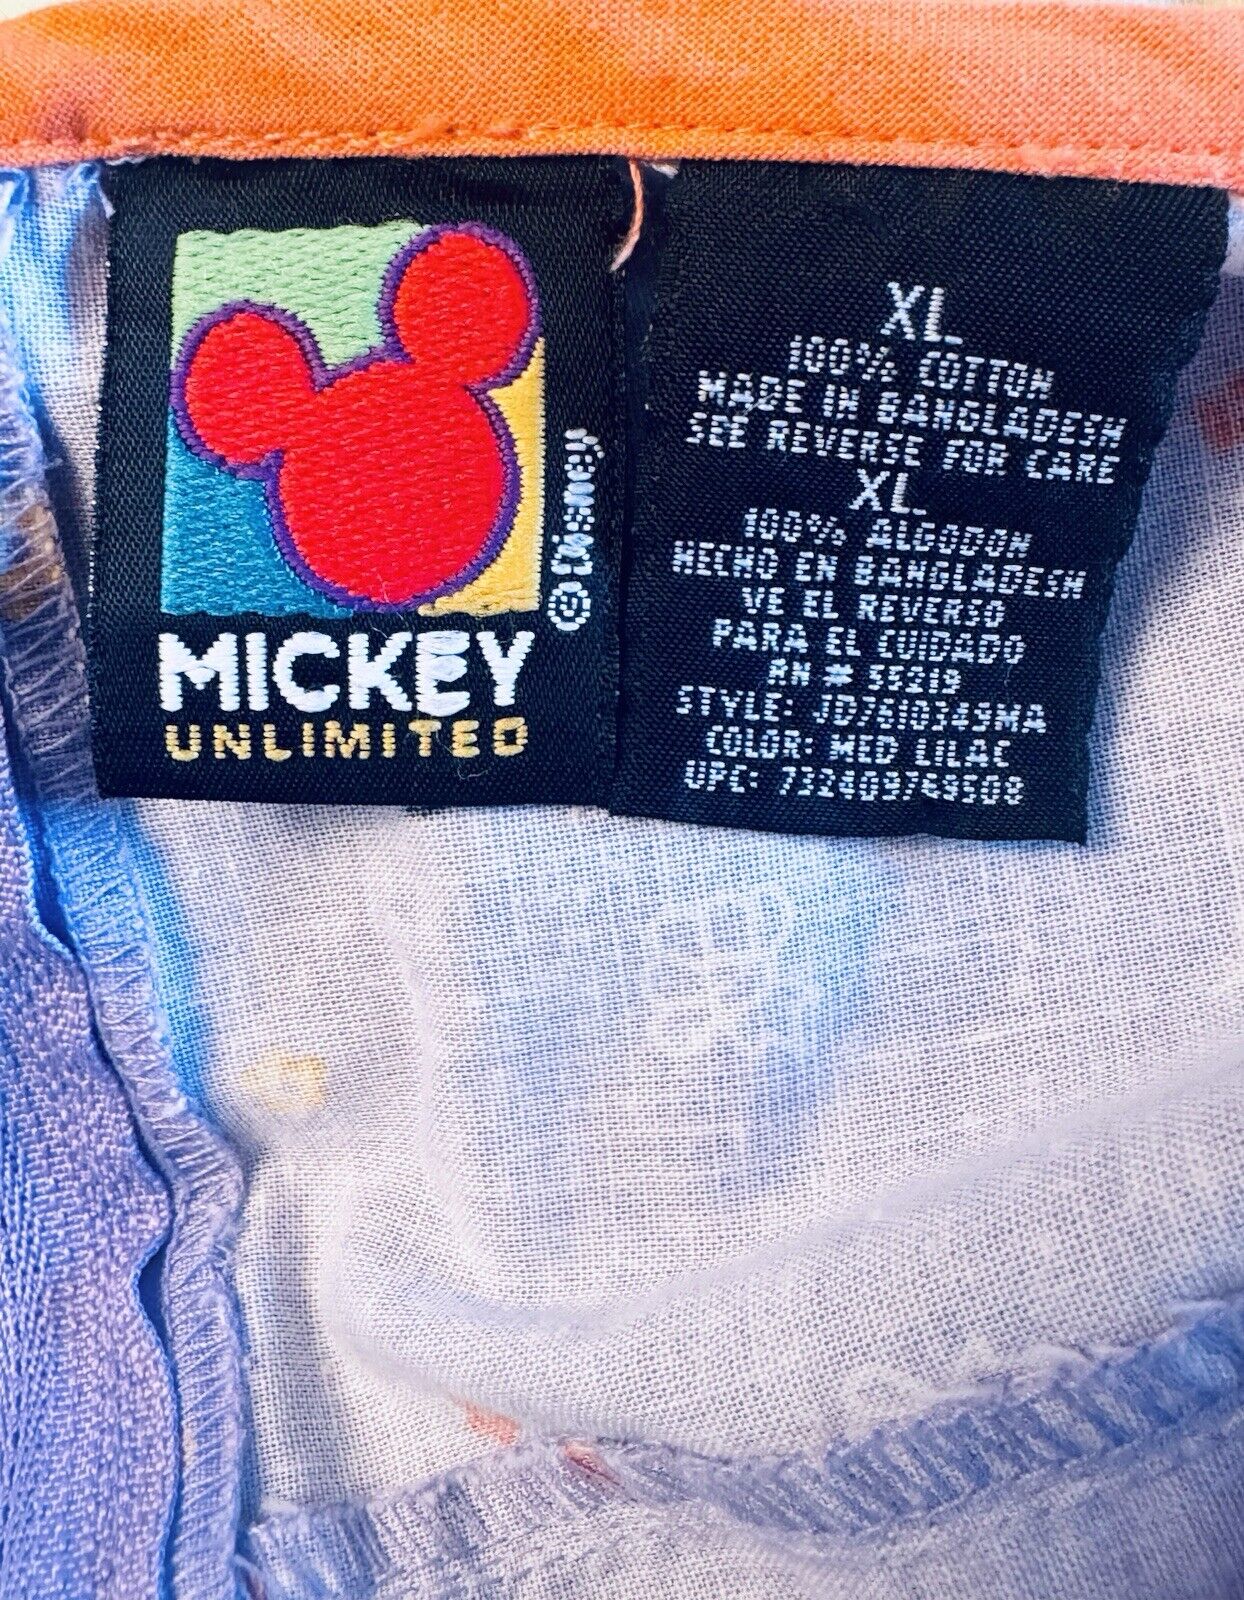 MICKEY
UNLIMITED
© Disney
XL.
100% COTTON
MADE IN BANGLADESH
SEE REVERSE FOR CARE
XL.
100% ALGODON
HECHO EN BANGLADESH
VE EL REVERSO
PARA EL CUIDADO
RN # 55219
STYLE: JD7610349MA
COLOR: MED LILAC
UPC: 732409769508